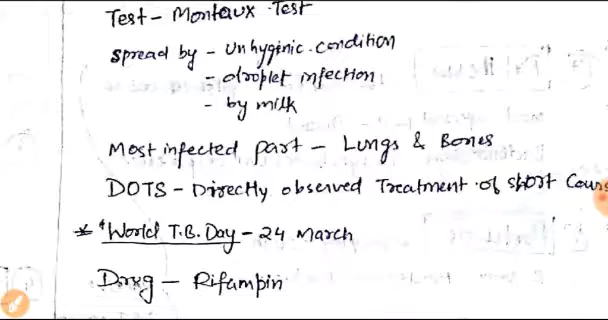 Test - Montaux Test
spread by - Unhyginic condition
- droplet infection
- by milk
Most infected part - Lungs & Bones
DOTS - Directly observed Treatment of short Cours
* "World T.B. Day - 24 March
Drug - Rifampin